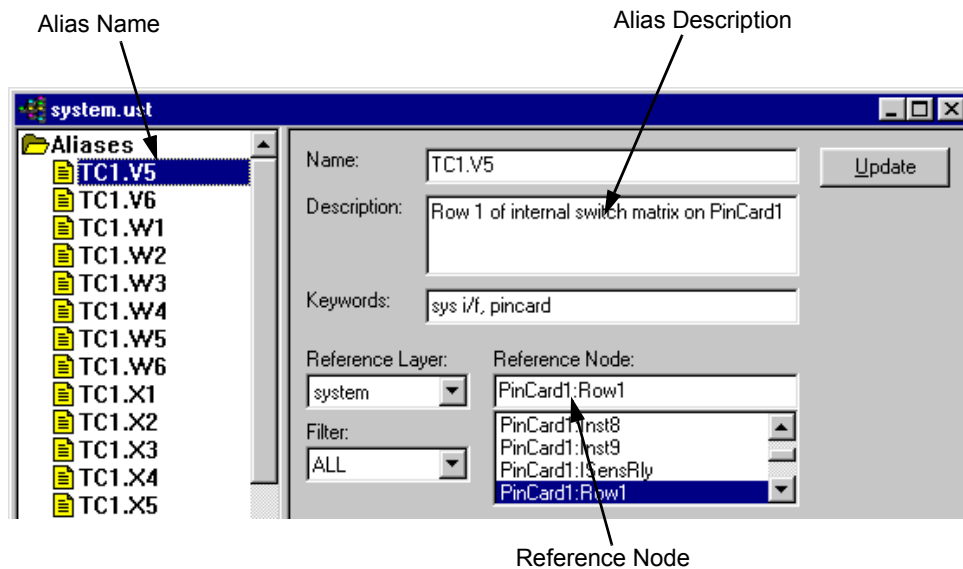 Alias Name
Alias Description
system.ust
Aliases
TC1.V5
TC1.V6
TC1.W1
TC1.W2
TC1.W3
TC1.W4
TC1.W5
TC1.W6
TC1.X1
TC1.X2
TC1.X3
TC1.X4
TC1.X5
Name:
TC1.V5
Update
Description:
Row 1 of internal switch matrix on PinCard1
Keywords:
sys i/f, pincard
Reference Layer:
system
Reference Node:
PinCard1:Row1
Filter:
ALL
PinCard1:Inst8
PinCard1:Inst9
PinCard1:ISensRly
PinCard1:Row1
Reference Node